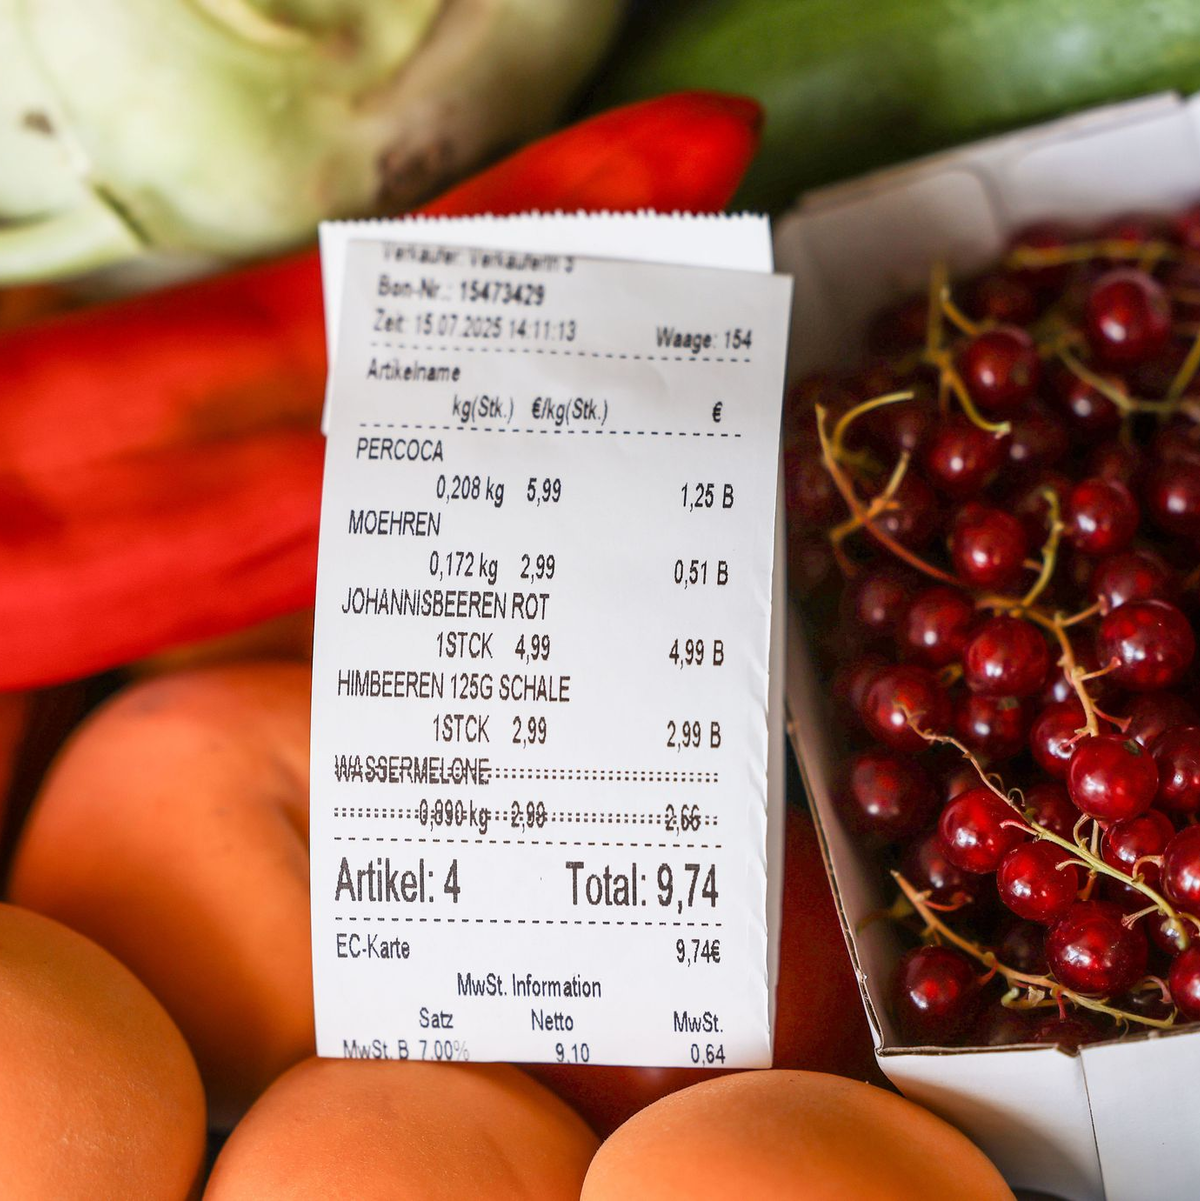 Verkäufer: Verkäuferin 3
Bon-Nr.: 15473429
Zeit: 15.07.2025 14:11:13 Waage: 154
Artikelname
kg(Stk.) €/kg(Stk.) €
PERCOCA
0,208 kg 5,99 1,25 B
MOEHREN
0,172 kg 2,99 0,51 B
JOHANNISBEEREN ROT
1STCK 4,99 4,99 B
HIMBEEREN 125G SCHALE
1STCK 2,99 2,99 B
WASSERMELONE
0,890 kg 2,99 2,66
Artikel: 4 Total: 9,74
EC-Karte 9,74€
MwSt. Information
Satz Netto MwSt.
MwSt. B 7,00% 9,10 0,64